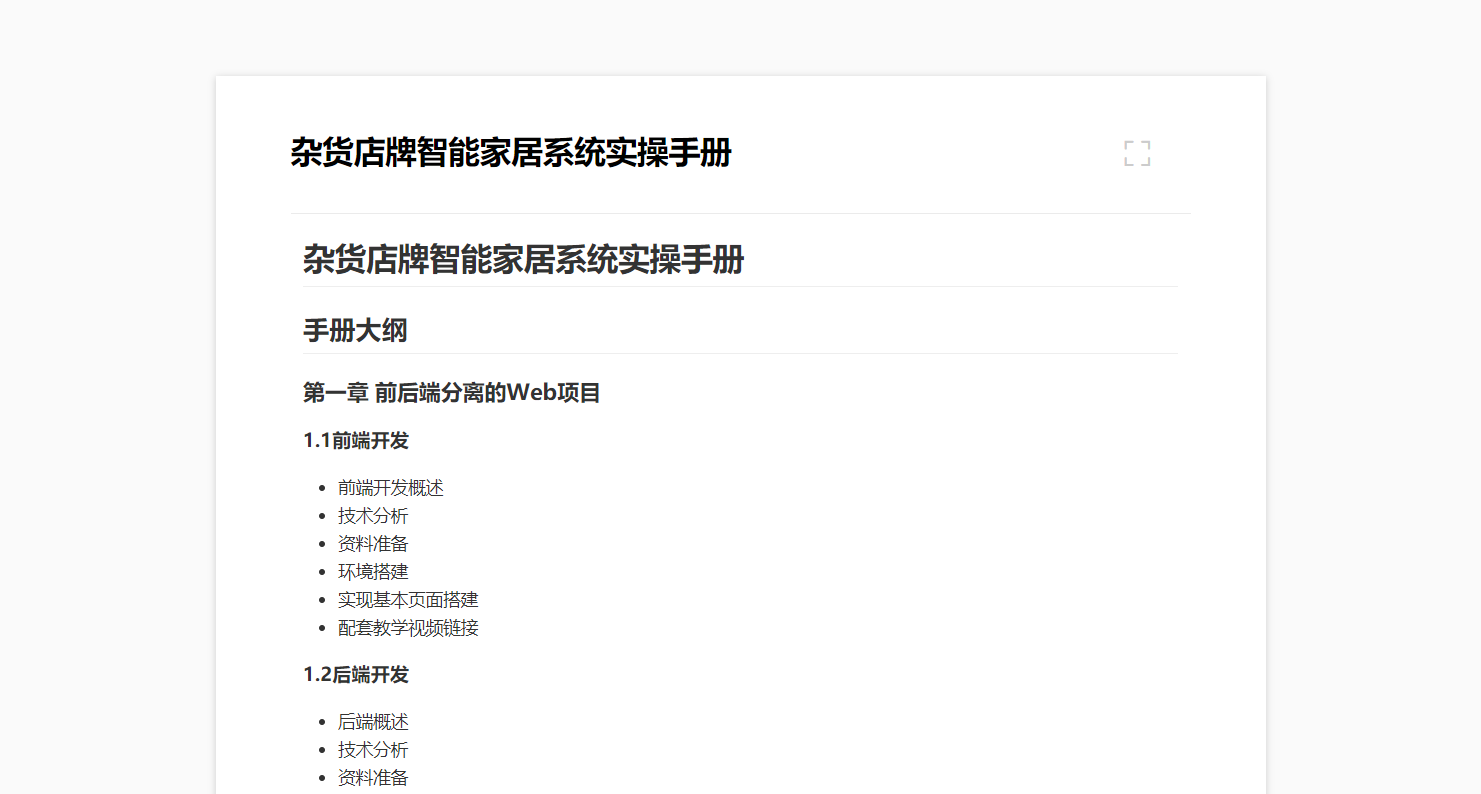 杂货店牌智能家居系统实操手册
杂货店牌智能家居系统实操手册
手册大纲
第一章 前后端分离的Web项目
1.1前端开发
前端开发概述
技术分析
资料准备
环境搭建
实现基本页面搭建
配套教学视频链接
1.2后端开发
后端概述
技术分析
资料准备